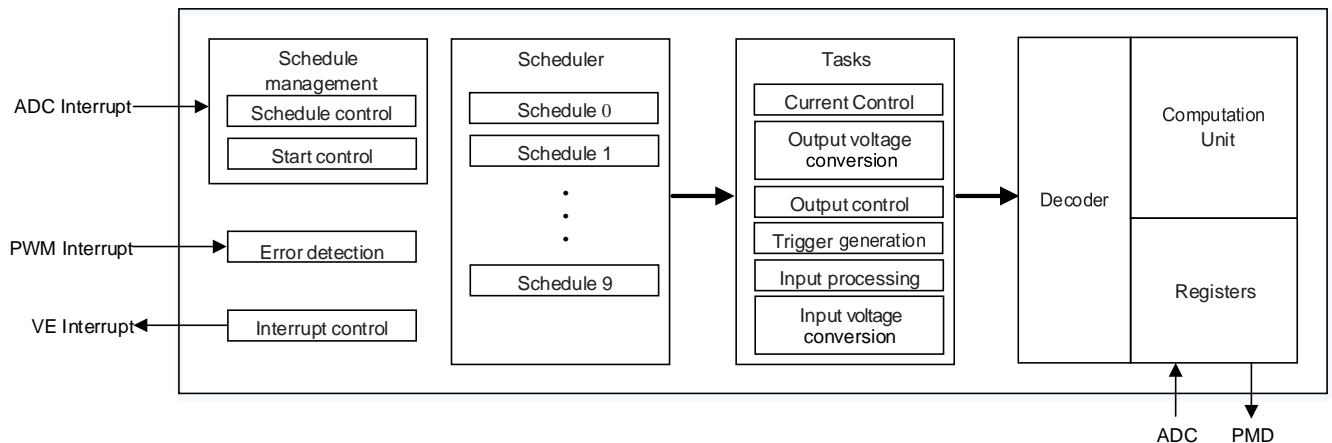 ADC Interrupt
PWM Interrupt
VE Interrupt
Schedule
management
Schedule control
Start control
Error detection
Interrupt control
Scheduler
Schedule 0
Schedule 1
Schedule 9
Tasks
Current Control
Output voltage
conversion
Output control
Trigger generation
Input processing
Input voltage
conversion
Decoder
Computation
Unit
Registers
ADC
PMD